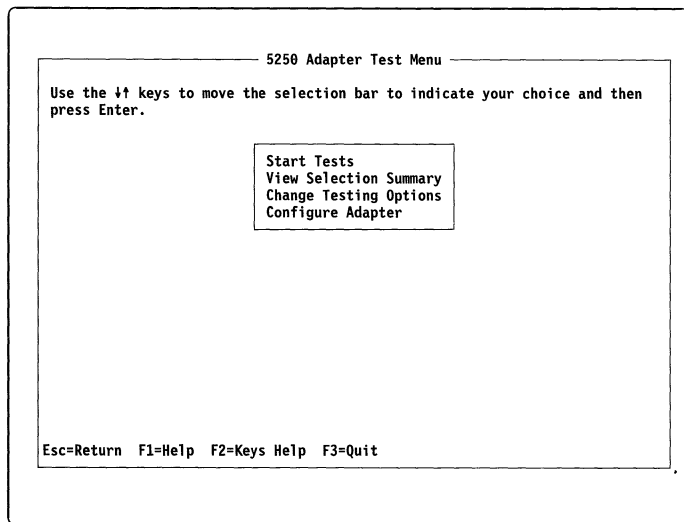 5250 Adapter Test Menu
Use the ↓↑ keys to move the selection bar to indicate your choice and then
press Enter.
Start Tests
View Selection Summary
Change Testing Options
Configure Adapter
Esc=Return F1=Help F2=Keys Help F3=Quit